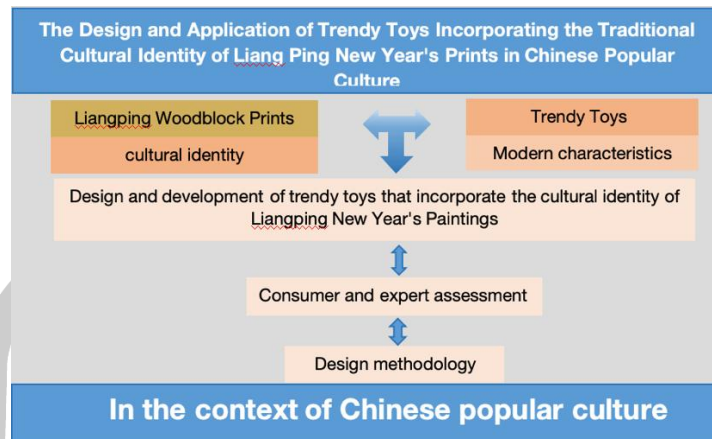 The Design and Application of Trendy Toys Incorporating the Traditional
Cultural Identity of Liang Ping New Year's Prints in Chinese Popular
Culture
Liangping Woodblock Prints
cultural identity
Trendy Toys
Modern characteristics
Design and development of trendy toys that incorporate the cultural identity of
Liangping New Year's Paintings
Consumer and expert assessment
Design methodology
In the context of Chinese popular culture